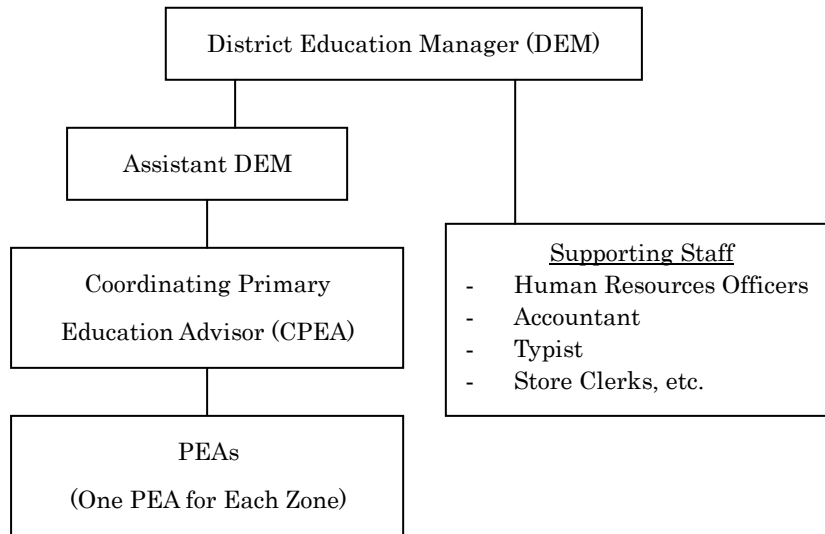 District Education Manager (DEM)
Assistant DEM
Coordinating Primary
Education Advisor (CPEA)
PEAs
(One PEA for Each Zone)
Supporting Staff
- Human Resources Officers
- Accountant
- Typist
- Store Clerks, etc.